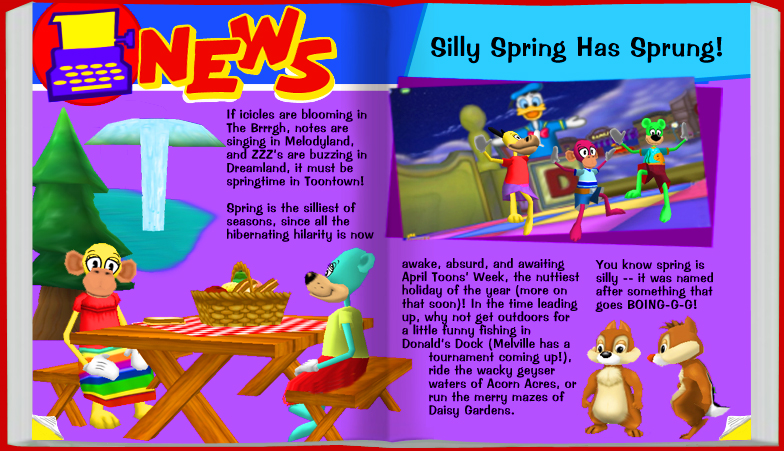 NEWS
Silly Spring Has Sprung!
If icicles are blooming in
The Brrrgh, notes are
singing in Melodyland,
and ZZZ's are buzzing in
Dreamland, it must be
springtime in Toontown!
Spring is the silliest of
seasons, since all the
hibernating hilarity is now
awake, absurd, and awaiting
April Toons' Week, the nuttiest
holiday of the year (more on
that soon)! In the time leading
up, why not get outdoors for
a little funny fishing in
Donald's Dock (Melville has a
tournament coming up!),
ride the wacky geyser
waters of Acorn Acres, or
run the merry mazes of
Daisy Gardens.
You know spring is
silly -- it was named
after something that
goes BOING-G-G!